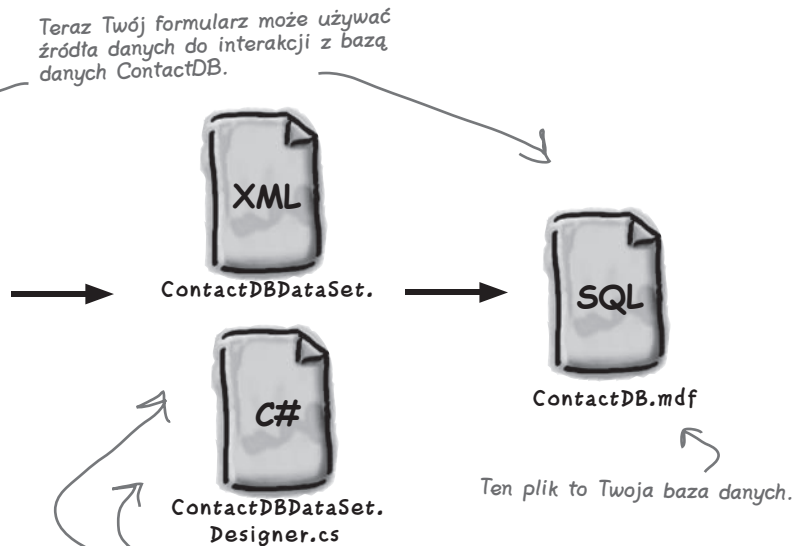 Teraz Twój formularz może używać
źródła danych do interakcji z bazą
danych ContactDB.
XML
ContactDBDataSet.
SQL
ContactDB.mdf
C#
ContactDBDataSet.
Designer.cs
Ten plik to Twoja baza danych.